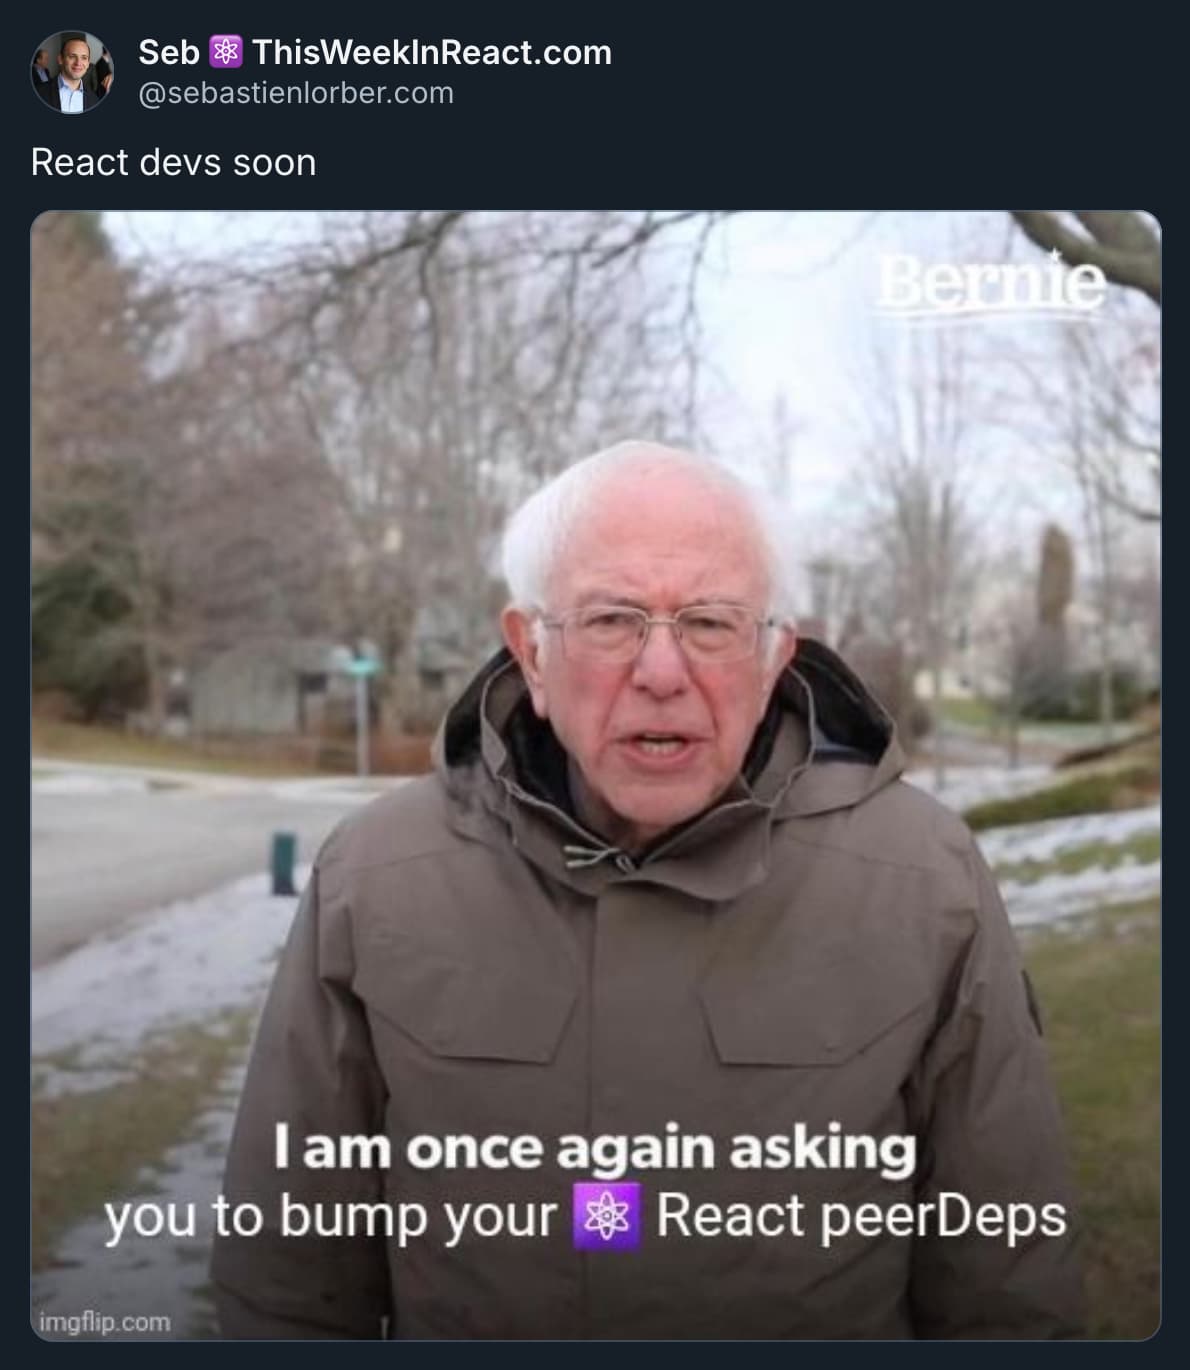 Seb ⚛️ ThisWeekInReact.com
@sebastienlorber.com
React devs soon
Bernie
I am once again asking
you to bump your ⚛️ React peerDeps
imgflip.com